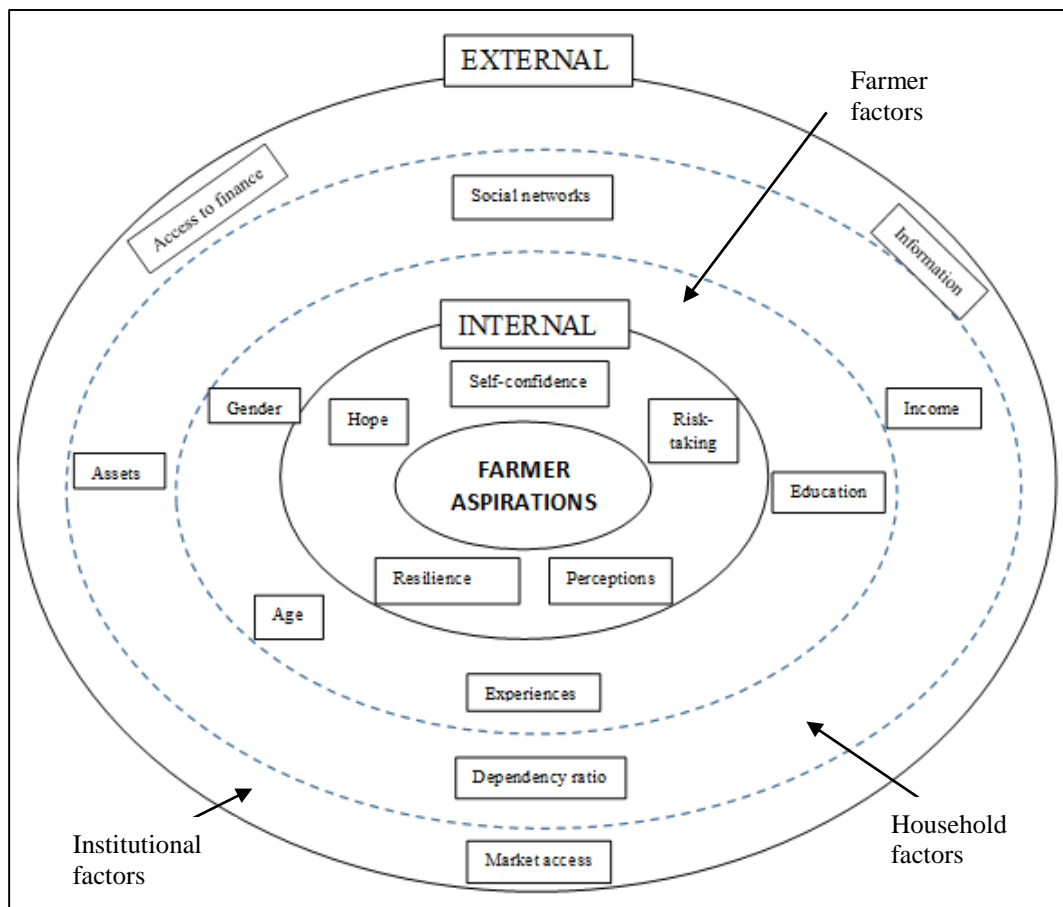 EXTERNAL
Farmer
factors
Access to finance
Social networks
Information
INTERNAL
Self-confidence
Gender
Hope
Risk-
taking
Income
Assets
FARMER
ASPIRATIONS
Education
Resilience
Perceptions
Age
Experiences
Dependency ratio
Institutional
factors
Household
factors
Market access